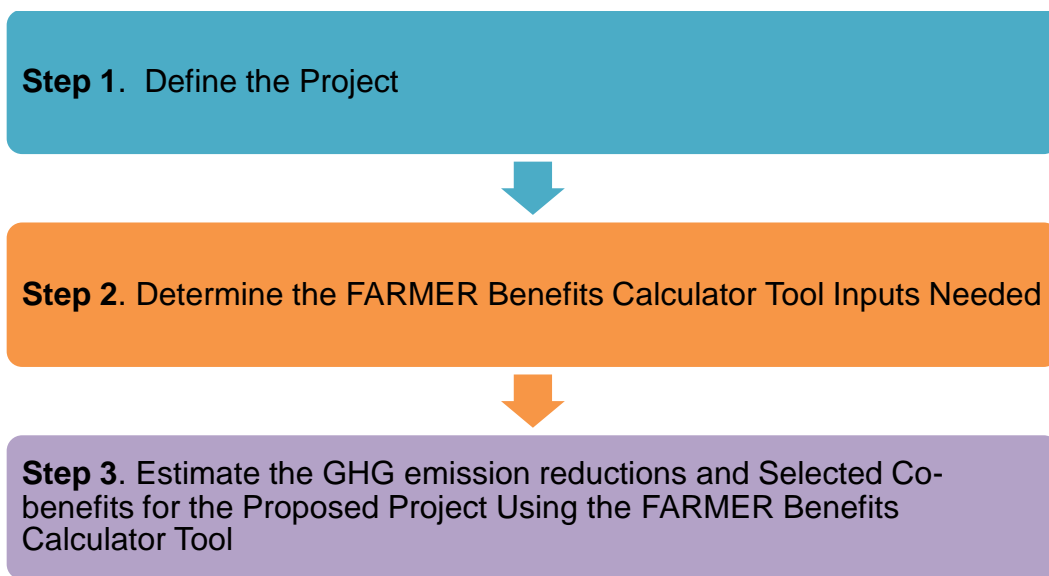 Step 1.  Define the Project
Step 2. Determine the FARMER Benefits Calculator Tool Inputs Needed
Step 3. Estimate the GHG emission reductions and Selected Co-
benefits for the Proposed Project Using the FARMER Benefits
Calculator Tool